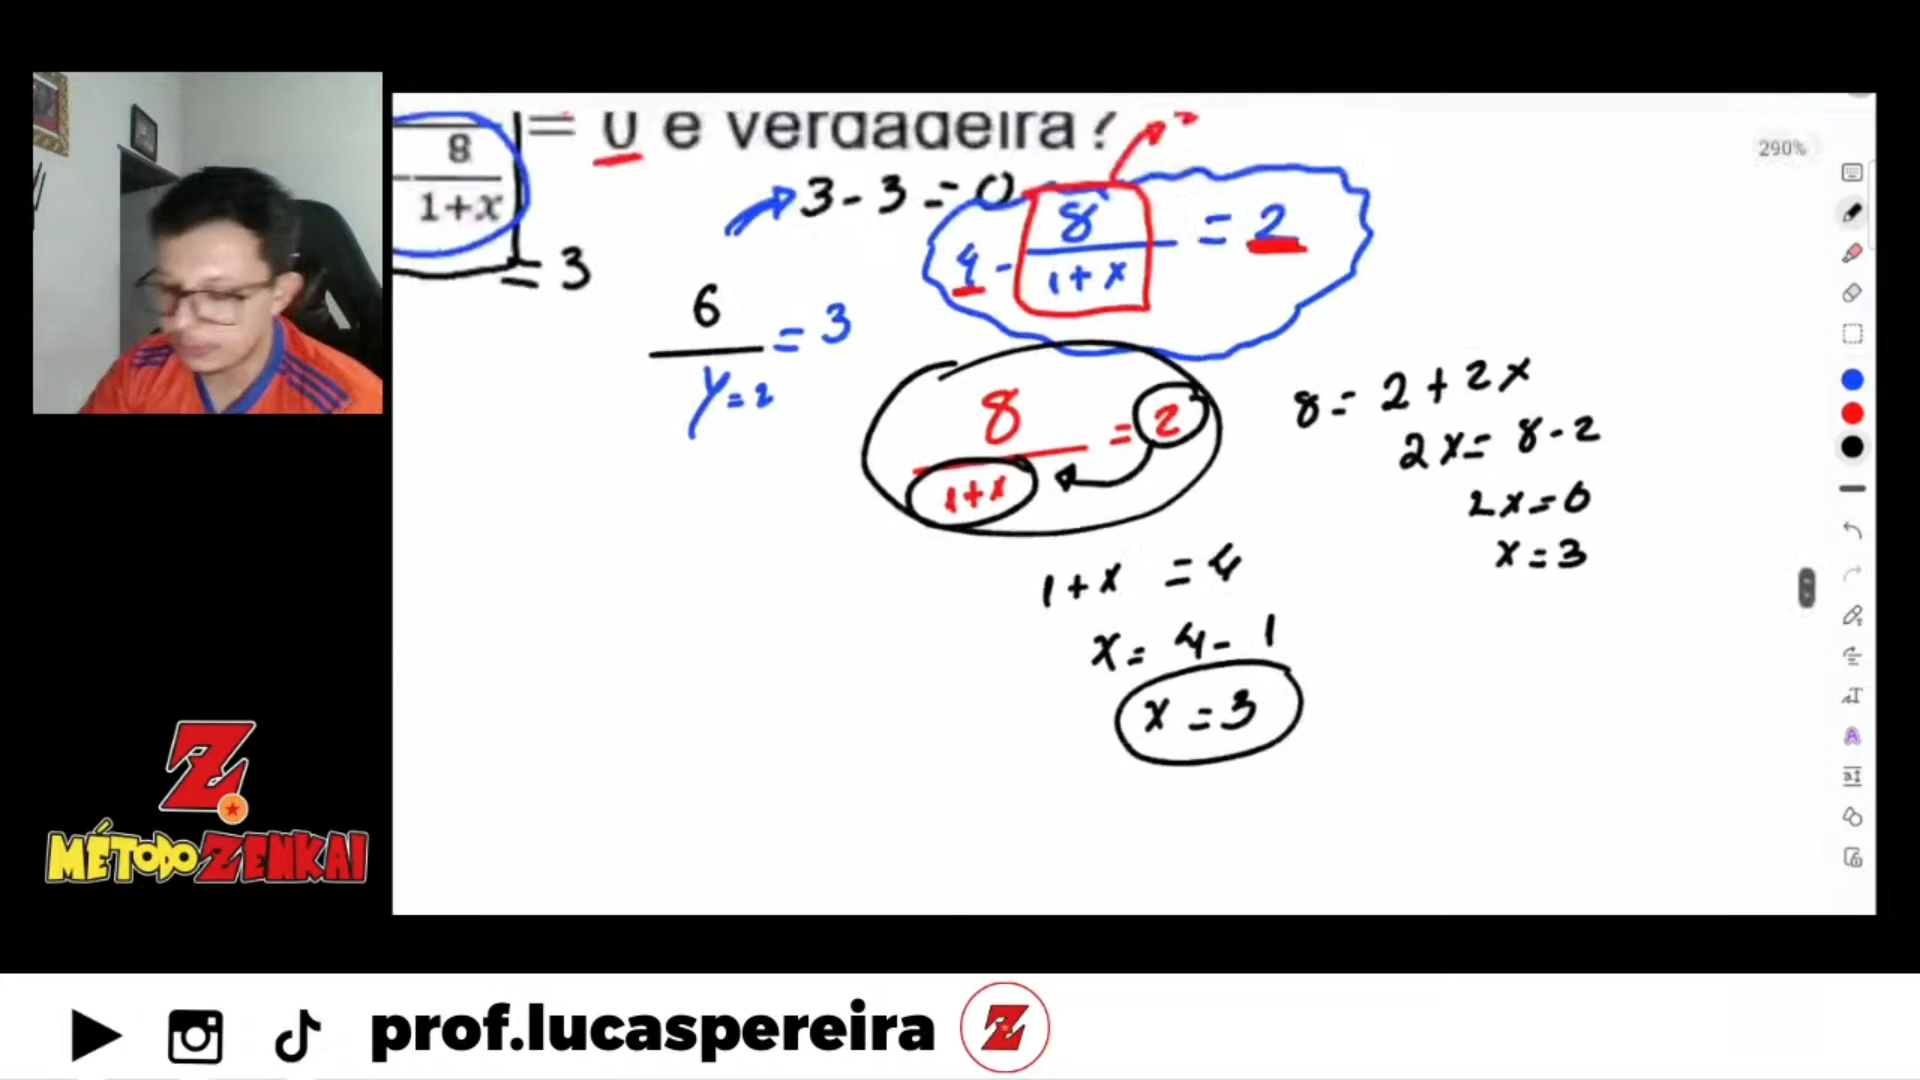 = 0 é verdadeira?
290%
8
1+x
= 3
3 - 3 = 0
4 - 8 = 2
1 + x
6 = 3
y = 2
8 = 2
1+x
8 = 2 + 2x
2x = 8 - 2
2x = 6
x = 3
1 + x = 4
x = 4 - 1
x = 3
Z
MÉTODO ZENKAI
prof.lucaspereira Z